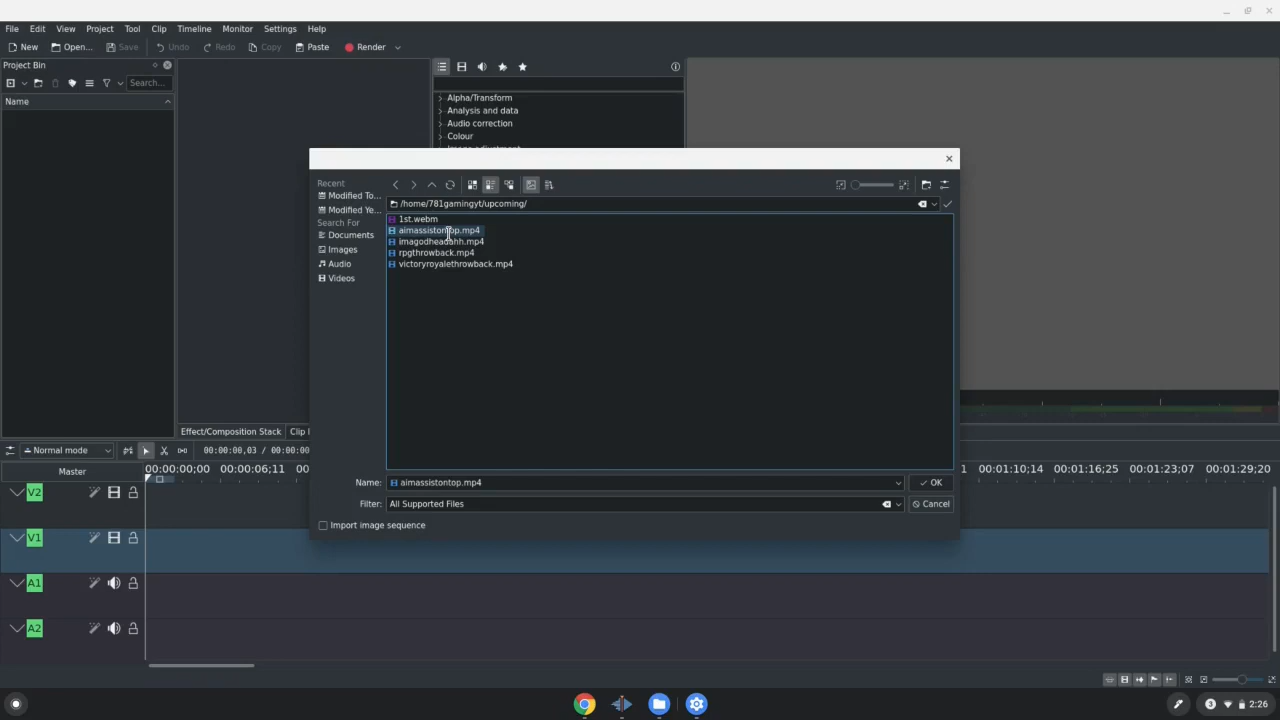 File Edit View Project Tool Clip Timeline Monitor Settings Help
New Open... Save Undo Redo Copy Paste Render
Project Bin
Search...
Name
Alpha/Transform
Analysis and data
Audio correction
Colour
Recent
Modified To...
Modified Ye...
Search For
Documents
Images
Audio
Videos
/home/781gamingyt/upcoming/
1st.webm
aimassistontop.mp4
imagodheadahh.mp4
rpgthrowback.mp4
victoryroyalethrowback.mp4
Name: aimassistontop.mp4 OK
Filter: All Supported Files Cancel
Import image sequence
Effect/Composition Stack Clip
Normal mode 00:00:00,03 / 00:00:00
Master 00:00:00;00 00:00:06;11 00 1 00:01:10;14 00:01:16;25 00:01:23;07 00:01:29;20
V2
V1
A1
A2
3 2:26